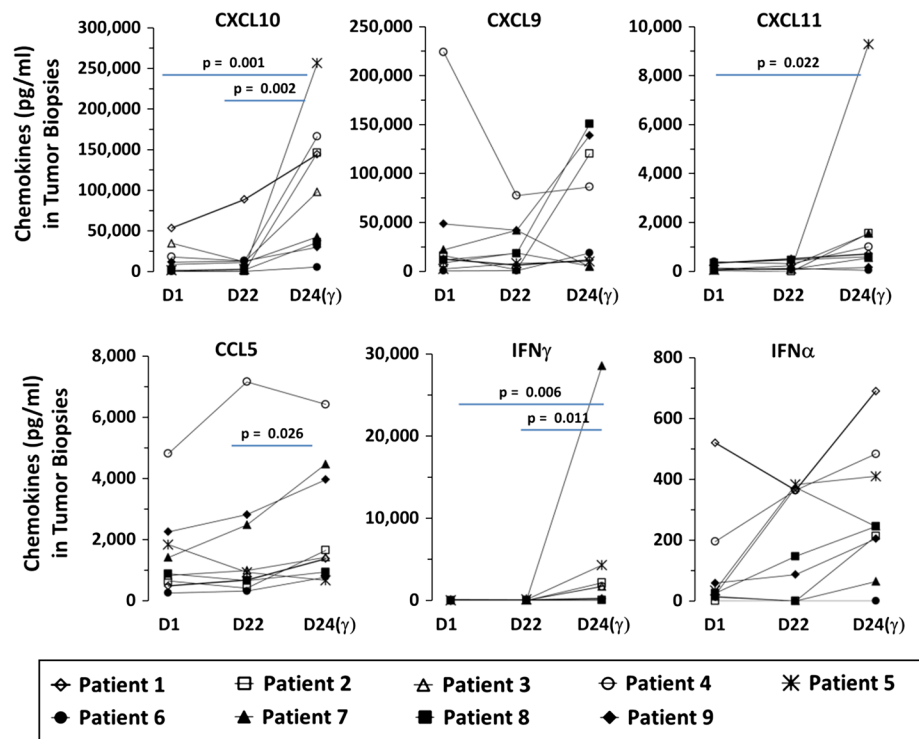 CXCL10
CXCL9
CXCL11
Chemokines (pg/ml)
in Tumor Biopsies
300,000
250,000
200,000
150,000
100,000
50,000
0
p = 0.001
p = 0.002
D1 D22 D24(γ)
250,000
200,000
150,000
100,000
50,000
0
D1 D22 D24(γ)
10,000
8,000
6,000
4,000
2,000
0
p = 0.022
D1 D22 D24(γ)
CCL5
IFNγ
IFNα
Chemokines (pg/ml)
in Tumor Biopsies
8,000
6,000
4,000
2,000
0
p = 0.026
D1 D22 D24(γ)
30,000
20,000
10,000
0
p = 0.006
p = 0.011
D1 D22 D24(γ)
800
600
400
200
0
D1 D22 D24(γ)
Patient 1 Patient 2 Patient 3 Patient 4 Patient 5
Patient 6 Patient 7 Patient 8 Patient 9